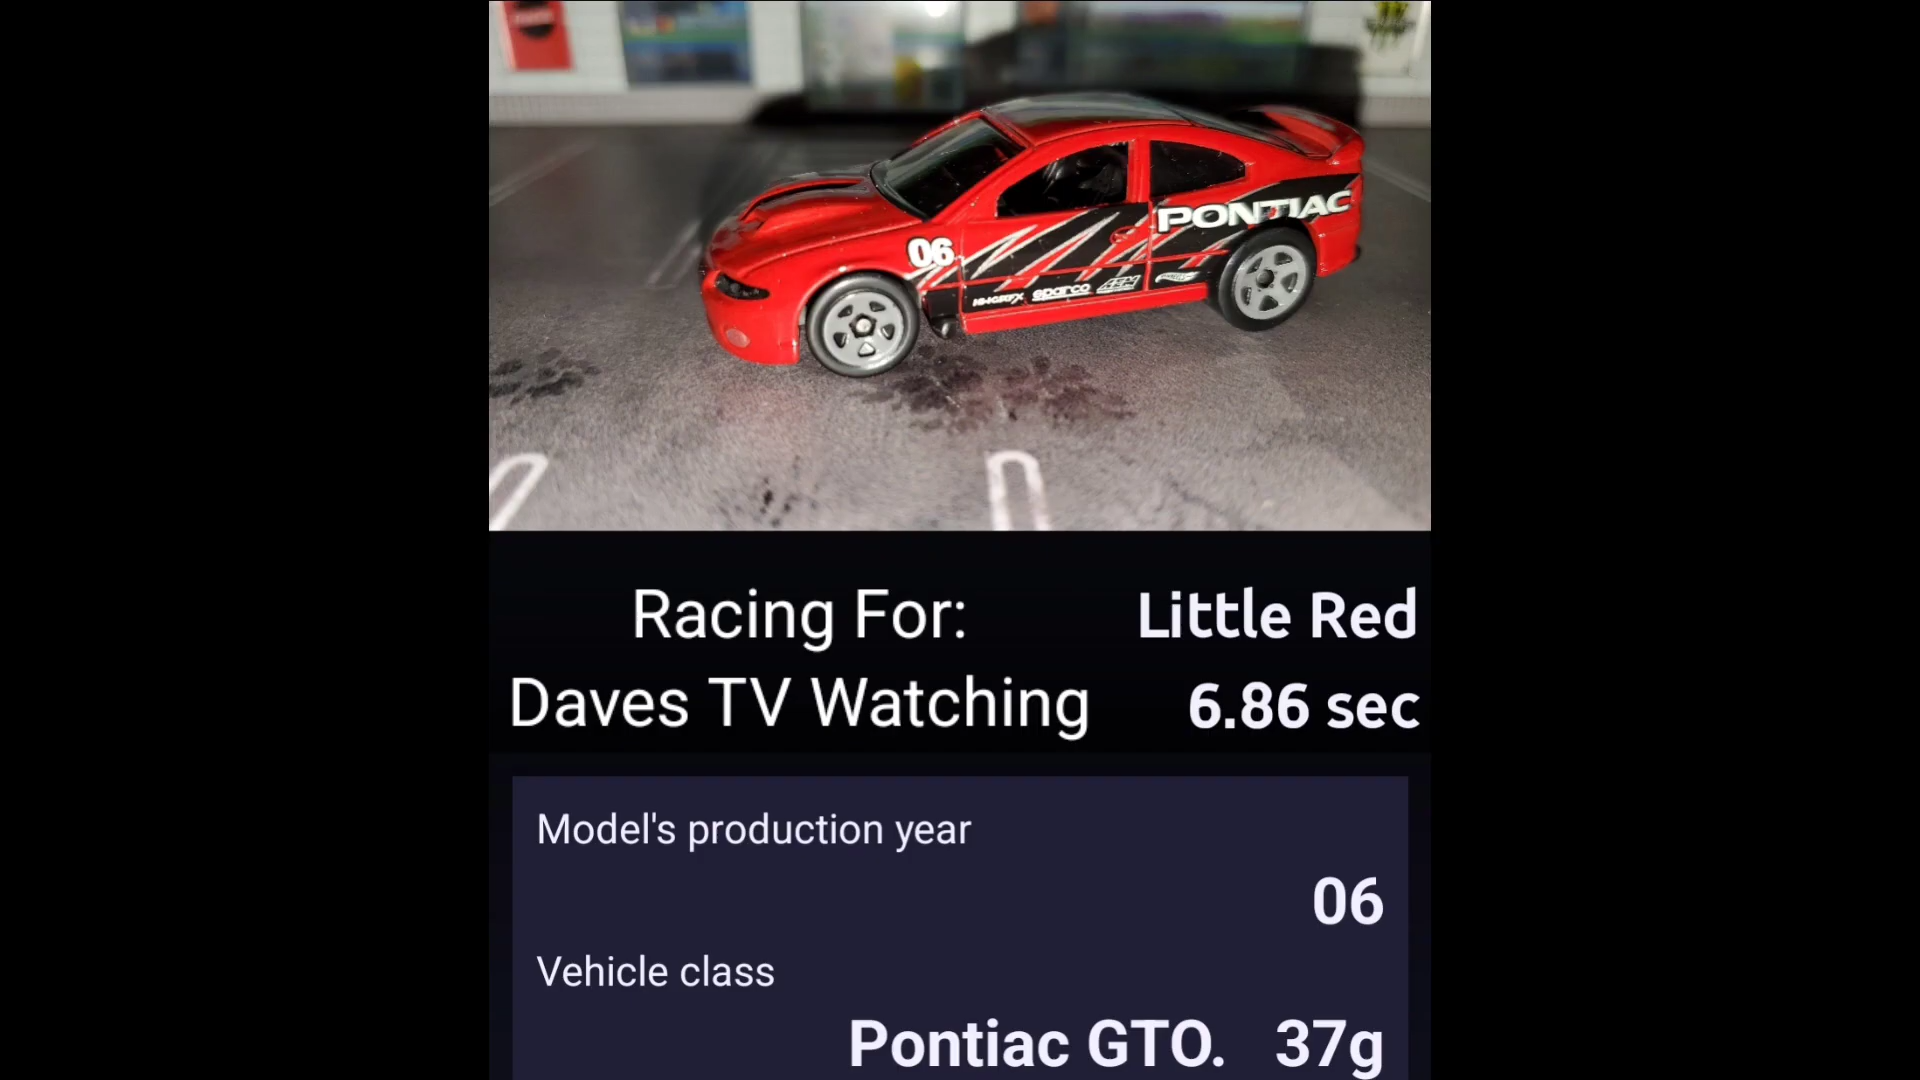 PONTIAC
06
sparco
AEM
Racing For:
Little Red
Daves TV Watching
6.86 sec
Model's production year
06
Vehicle class
Pontiac GTO. 37g